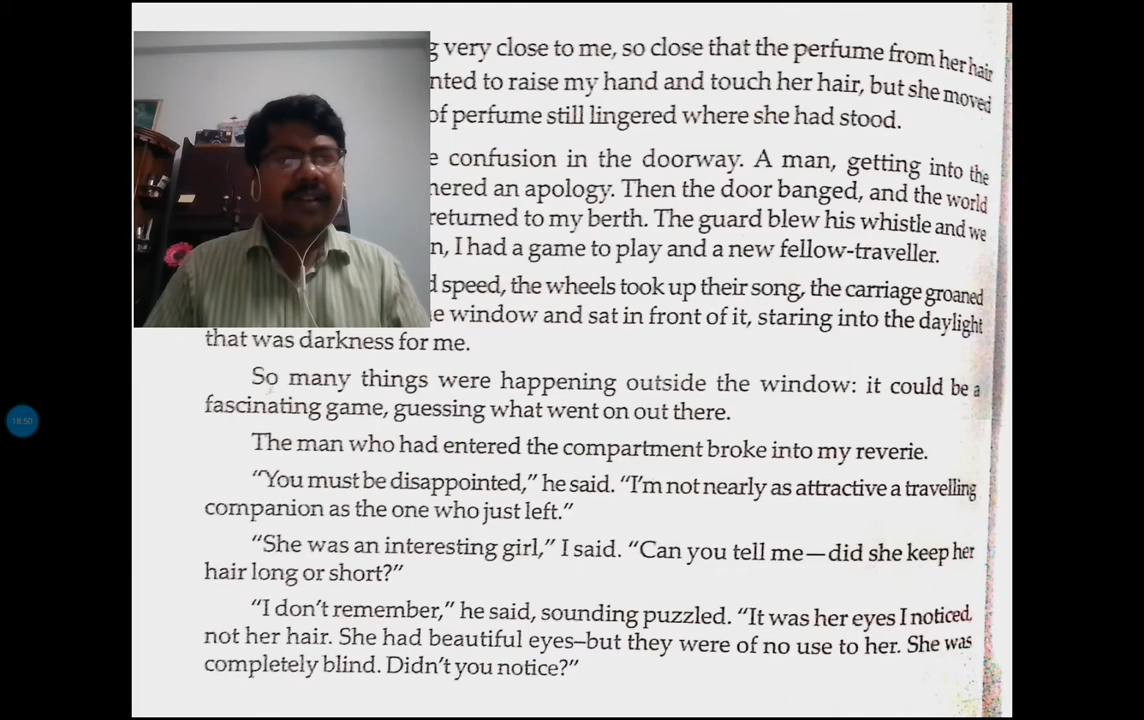 very close to me, so close that the perfume from her hair
to raise my hand and touch her hair, but she moved
of perfume still lingered where she had stood.
confusion in the doorway. A man, getting into the
an apology. Then the door banged, and the world
returned to my berth. The guard blew his whistle and we
I had a game to play and a new fellow-traveller.
speed, the wheels took up their song, the carriage groaned
window and sat in front of it, staring into the daylight
that was darkness for me.
So many things were happening outside the window: it could be a
fascinating game, guessing what went on out there.
The man who had entered the compartment broke into my reverie.
"You must be disappointed," he said. "I'm not nearly as attractive a travelling
companion as the one who just left."
"She was an interesting girl," I said. "Can you tell me—did she keep her
hair long or short?"
"I don't remember," he said, sounding puzzled. "It was her eyes I noticed,
not her hair. She had beautiful eyes–but they were of no use to her. She was
completely blind. Didn't you notice?"
18:50